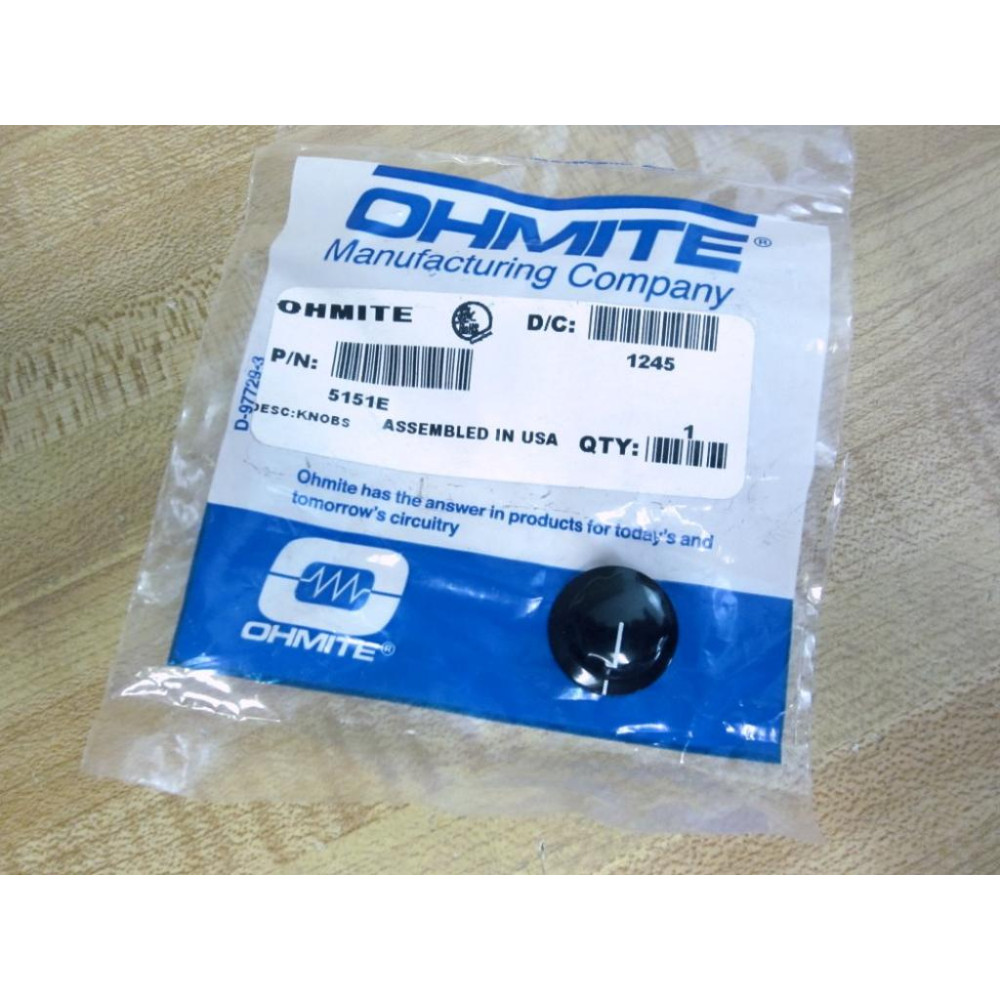 OHMITE®
Manufacturing Company
OHMITE D/C:
1245
P/N:
5151E
DESC:KNOBS ASSEMBLED IN USA QTY: 1
D-97729-3
Ohmite has the answer in products for today's and
tomorrow's circuitry
OHMITE®